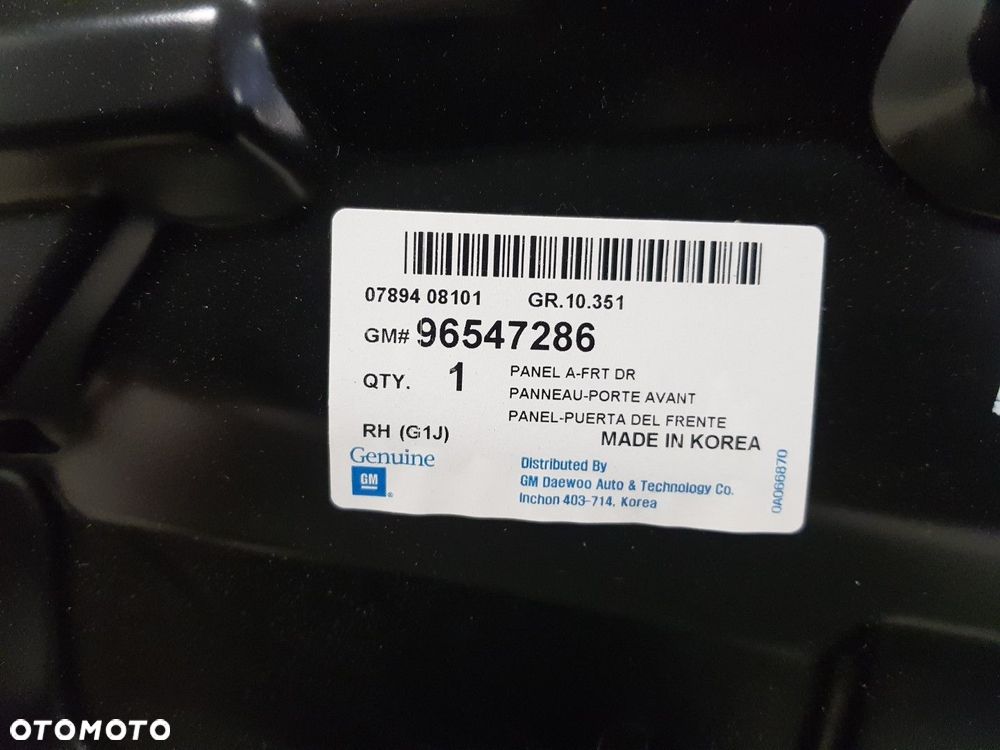 07894 08101 GR.10.351
GM# 96547286
QTY. 1 PANEL A-FRT DR
PANNEAU-PORTE AVANT
PANEL-PUERTA DEL FRENTE
RH (G1J) MADE IN KOREA
Genuine
GM ®
Distributed By
GM Daewoo Auto & Technology Co.
Inchon 403-714, Korea
0A066870
OTOMOTO